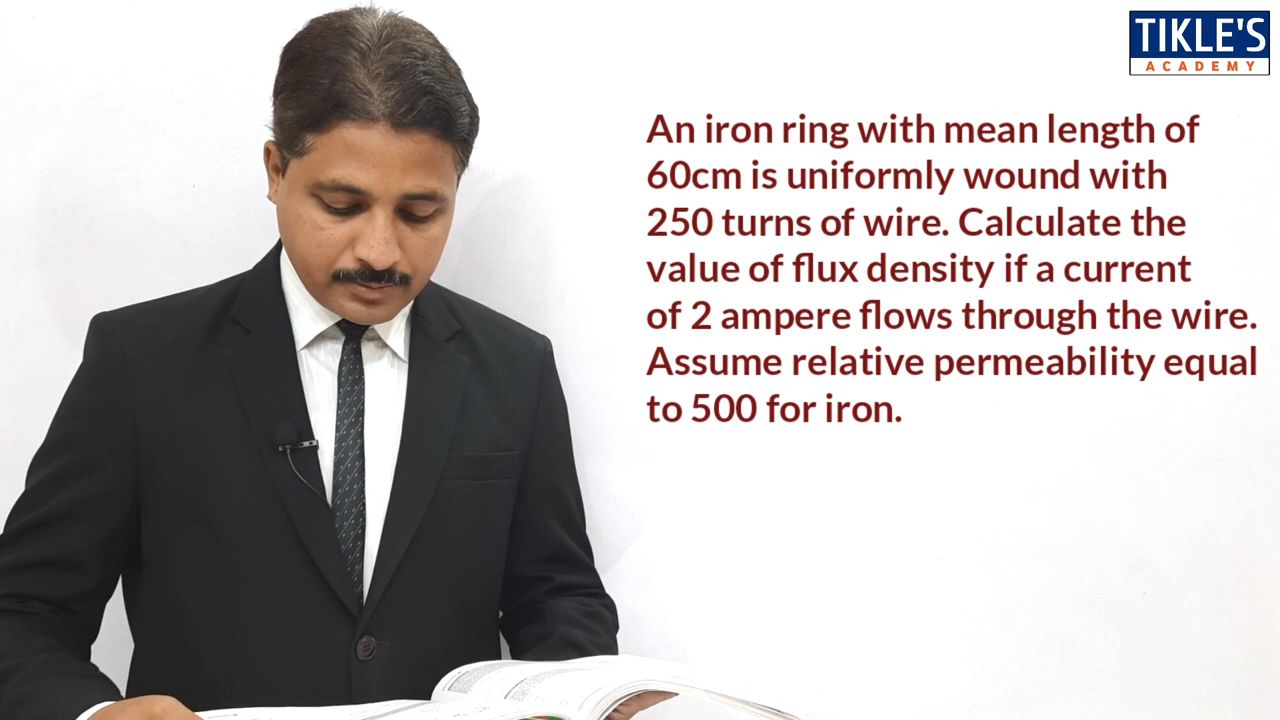 TIKLE'S
ACADEMY
An iron ring with mean length of
60cm is uniformly wound with
250 turns of wire. Calculate the
value of flux density if a current
of 2 ampere flows through the wire.
Assume relative permeability equal
to 500 for iron.